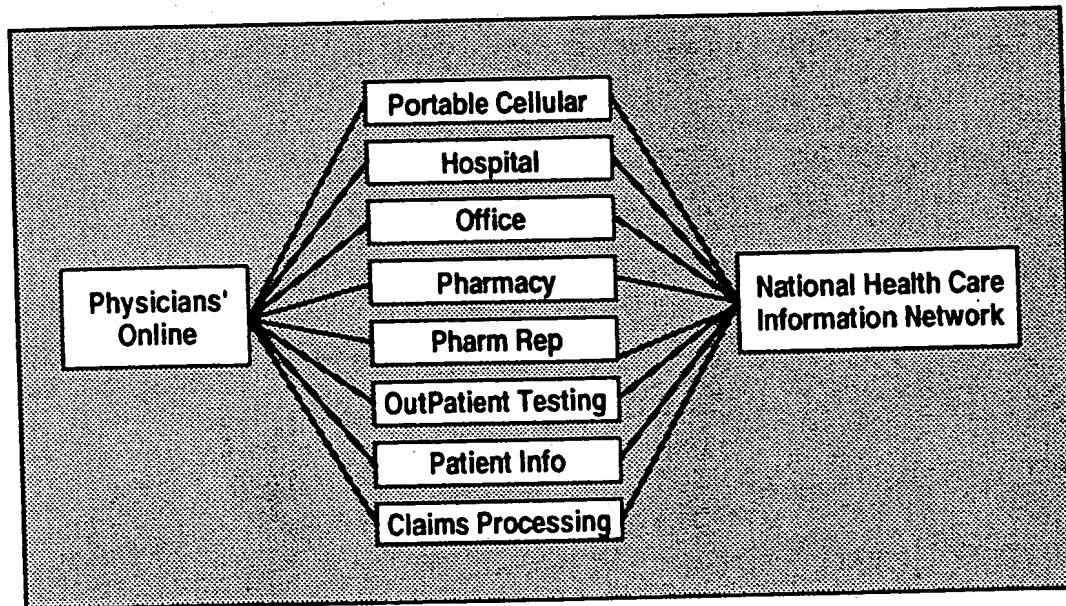 Physicians'
Online
Portable Cellular
Hospital
Office
Pharmacy
Pharm Rep
OutPatient Testing
Patient Info
Claims Processing
National Health Care
Information Network